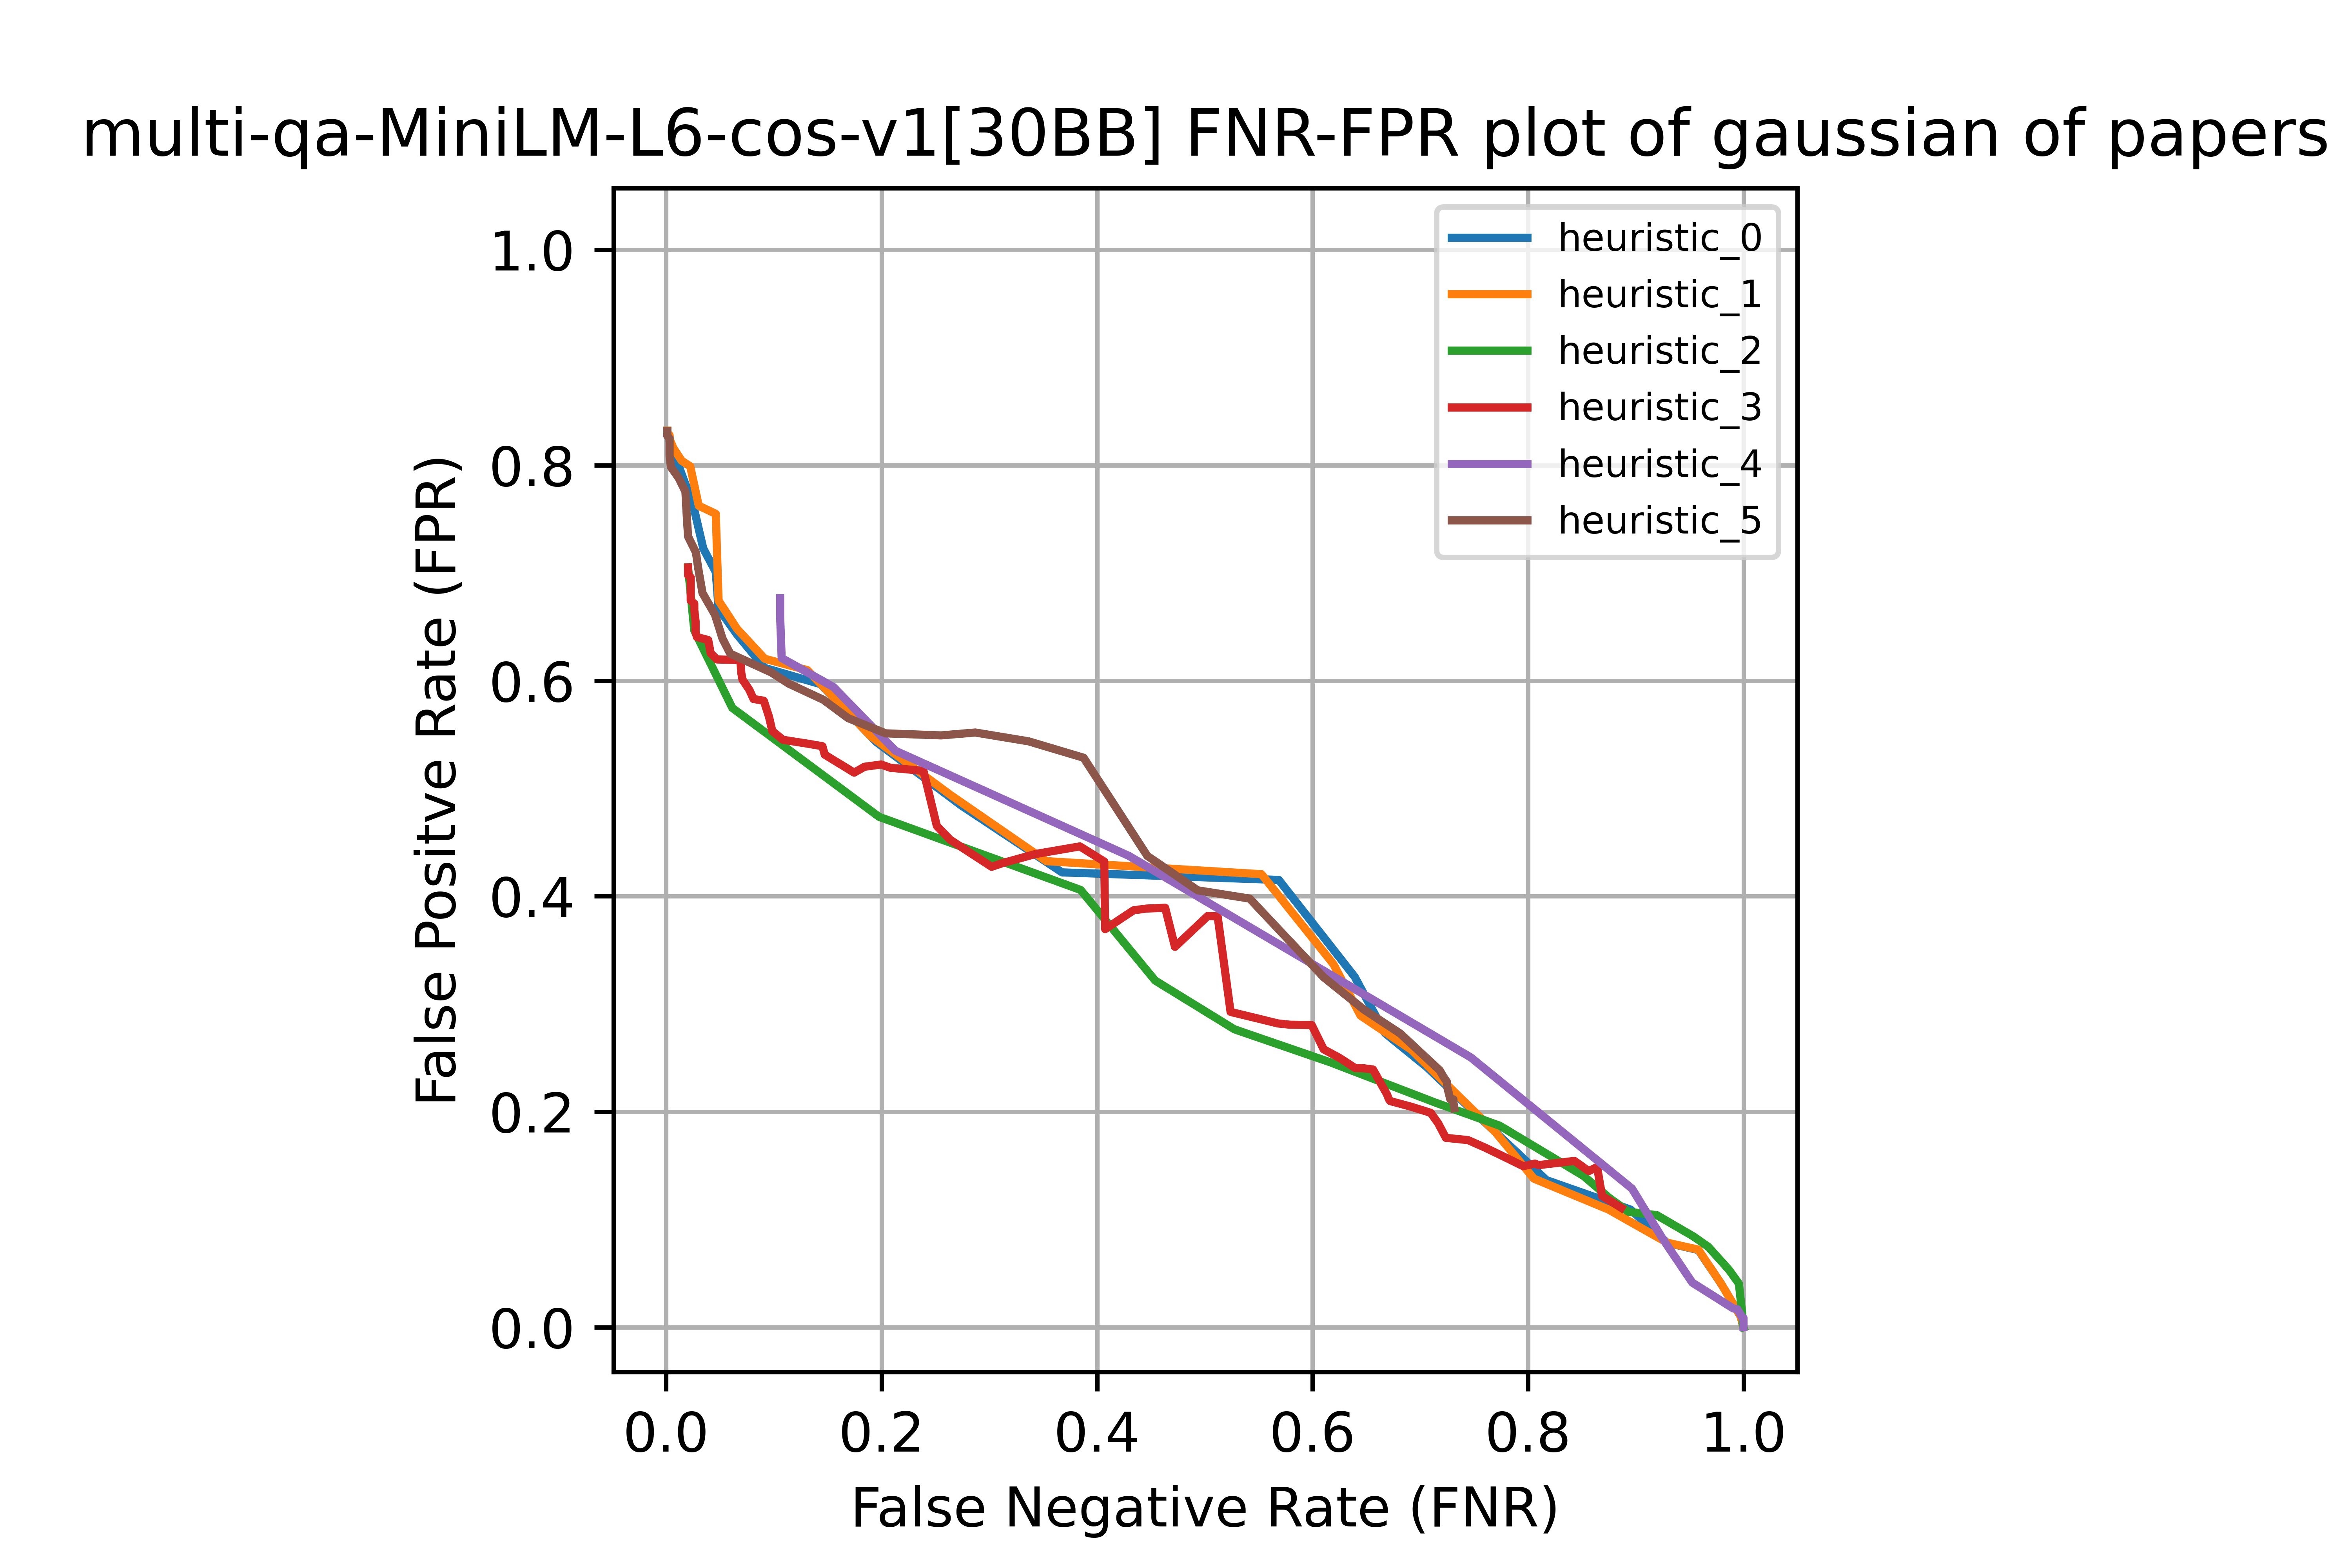 multi-qa-MiniLM-L6-cos-v1[30BB] FNR-FPR plot of gaussian of papers
False Positve Rate (FPR)
1.0
0.8
0.6
0.4
0.2
0.0
heuristic_0
heuristic_1
heuristic_2
heuristic_3
heuristic_4
heuristic_5
0.0 0.2 0.4 0.6 0.8 1.0
False Negative Rate (FNR)